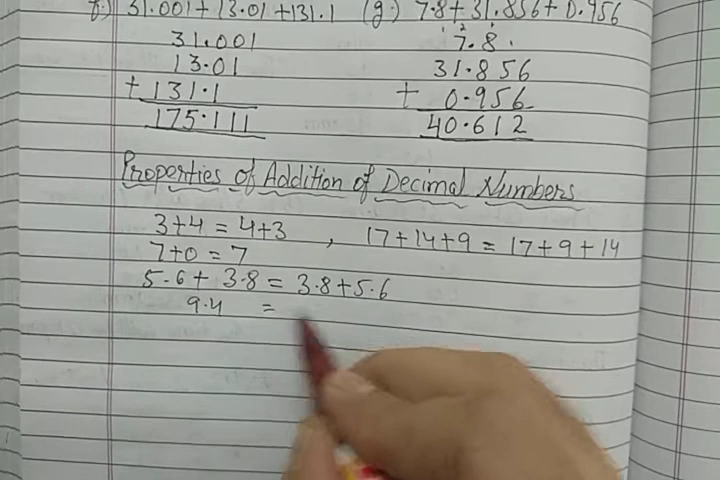 f.) 31.001 + 13.01 + 131.1 (g.) 7.8 + 31.856 + 0.956
31.001
13.01
+ 131.1
175.111
1 2 1
7.8
31.856
+ 0.956
40.612
Properties of Addition of Decimal Numbers
3+4 = 4+3 , 17+14+9 = 17+9+14
7+0 = 7
5.6 + 3.8 = 3.8 + 5.6
9.4 =